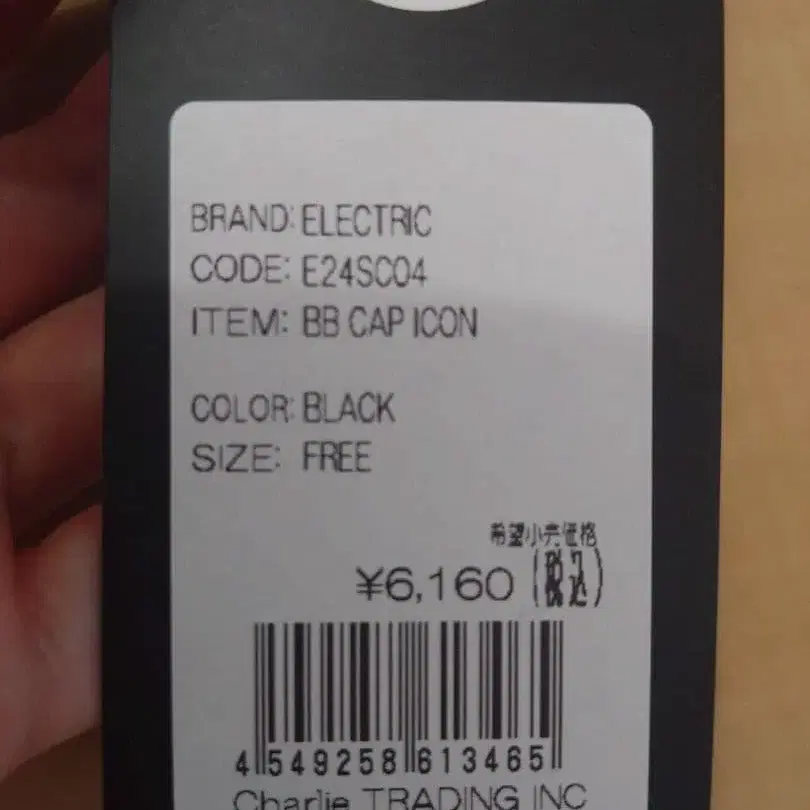 BRAND: ELECTRIC
CODE: E24SC04
ITEM: BB CAP ICON
COLOR: BLACK
SIZE: FREE
希望小売価格
¥6,160 (税込)
4 549258 613465
Charlie TRADING INC